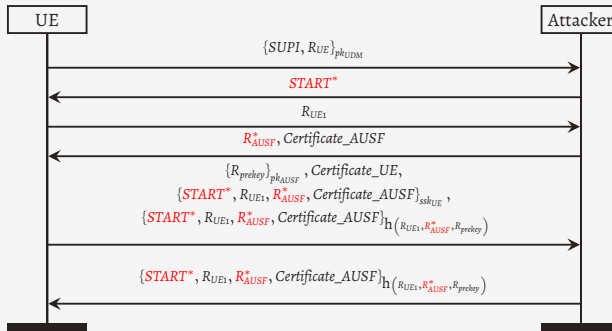 UE Attacker
{SUPI, R_UE}_pk_UDM
START*
R_UE1
R*_AUSF, Certificate_AUSF
{R_prekey}_pk_AUSF, Certificate_UE,
{START*, R_UE1, R*_AUSF, Certificate_AUSF}_ssk_UE,
{START*, R_UE1, R*_AUSF, Certificate_AUSF}_h(R_UE1, R*_AUSF, R_prekey)
{START*, R_UE1, R*_AUSF, Certificate_AUSF}_h(R_UE1, R*_AUSF, R_prekey)